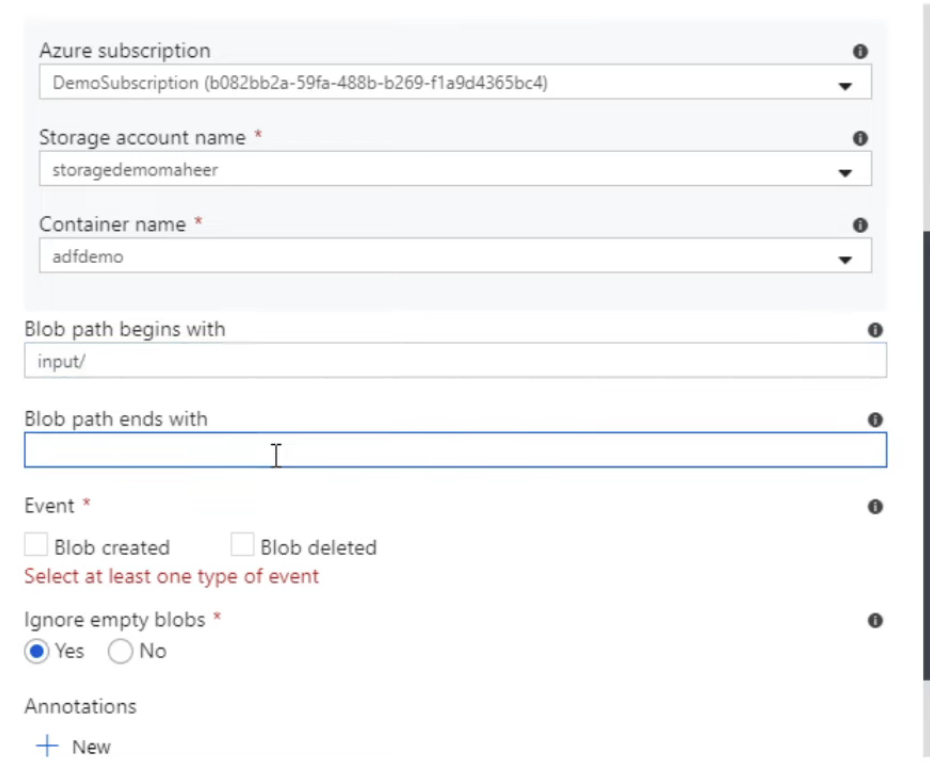 Azure subscription
DemoSubscription (b082bb2a-59fa-488b-b269-f1a9d4365bc4)
Storage account name *
storagedemomaheer
Container name *
adfdemo
Blob path begins with
input/
Blob path ends with
Event *
Blob created Blob deleted
Select at least one type of event
Ignore empty blobs *
Yes No
Annotations
+ New